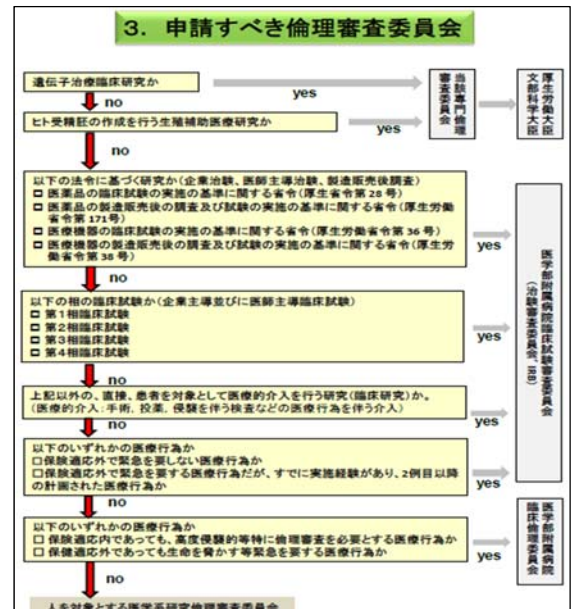 3. 申請すべき倫理審査委員会
遺伝子治療臨床研究か
yes
当該専門倫理
審査委員会
厚生労働大臣
文部科学大臣
no
ヒト受精胚の作成を行う生殖補助医療研究か
yes
no
以下の法令に基づく研究か(企業治験、医師主導治験、製造販売後調査)
□ 医薬品の臨床試験の実施の基準に関する省令(厚生省令第28号)
□ 医薬品の製造販売後の調査及び試験の実施の基準に関する省令(厚生労働
省令第171号)
□ 医療機器の臨床試験の実施の基準に関する省令(厚生労働省令第36号)
□ 医療機器の製造販売後の調査及び試験の実施の基準に関する省令(厚生労
働省令第38号)
yes
no
以下の相の臨床試験か(企業主導並びに医師主導臨床試験)
□ 第1相臨床試験
□ 第2相臨床試験
□ 第3相臨床試験
□ 第4相臨床試験
yes
医学部附属病院臨床試験審査委員会
(治験審査委員会、IRB)
no
上記以外の、直接、患者を対象として医療的介入を行う研究(臨床研究)か。
(医療的介入:手術、投薬、侵襲を伴う検査などの医療行為を伴う介入)
yes
no
以下のいずれかの医療行為か
□保険適応外で緊急を要しない医療行為か
□保険適応外で緊急を要する医療行為だが、すでに実施経験があり、2例目以降
の計画された医療行為か
yes
no
以下のいずれかの医療行為か
□ 保険適応内であっても、高度侵襲的等特に倫理審査を必要とする医療行為か
□ 保健適応外であっても生命を脅かす等緊急を要する医療行為か
yes
医学部附属病院
臨床倫理委員会
no
人を対象とする医学系研究倫理審査委員会